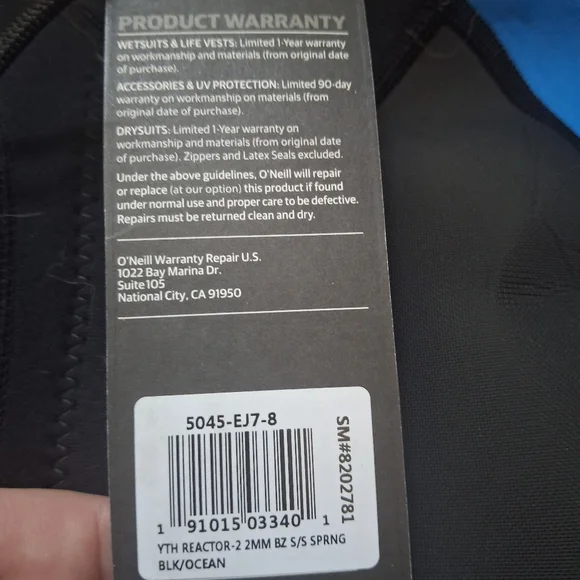 PRODUCT WARRANTY
WETSUITS & LIFE VESTS: Limited 1-Year warranty
on workmanship and materials (from original date
of purchase).
ACCESSORIES & UV PROTECTION: Limited 90-day
warranty on workmanship on materials (from
original date of purchase).
DRYSUITS: Limited 1-Year warranty on
workmanship and materials (from original date
of purchase). Zippers and Latex Seals excluded.
Under the above guidelines, O'Neill will repair
or replace (at our option) this product if found
under normal use and proper care to be defective.
Repairs must be returned clean and dry.
O'Neill Warranty Repair U.S.
1022 Bay Marina Dr.
Suite 105
National City, CA 91950
5045-EJ7-8
1 91015 03340 1
YTH REACTOR-2 2MM BZ S/S SPRNG
BLK/OCEAN
SM#8202781